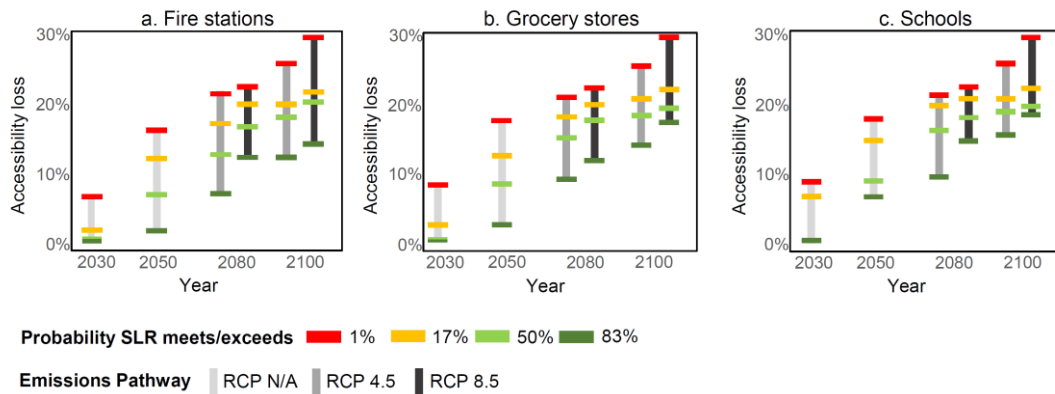 a. Fire stations
b. Grocery stores
c. Schools
Accessibility loss
30%
20%
10%
0%
2030 2050 2080 2100
Year
Accessibility loss
30%
20%
10%
0%
2030 2050 2080 2100
Year
Accessibility loss
30%
20%
10%
0%
2030 2050 2080 2100
Year
Probability SLR meets/exceeds 1% 17% 50% 83%
Emissions Pathway RCP N/A RCP 4.5 RCP 8.5